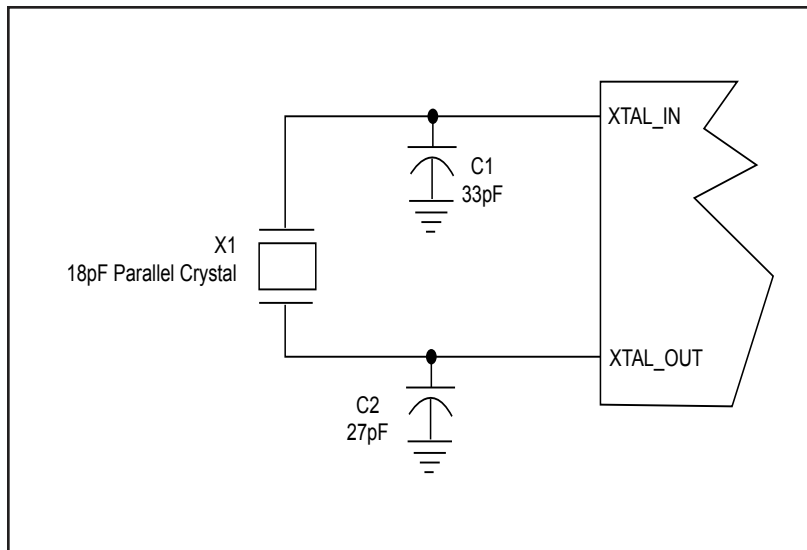 XTAL_IN
C1
33pF
X1
18pF Parallel Crystal
XTAL_OUT
C2
27pF